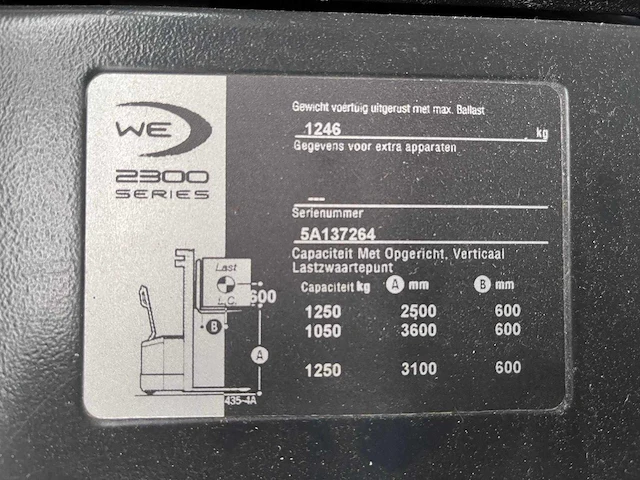 WE
2300
SERIES
Gewicht voertuig uitgerust met max. Ballast
1246 kg
Gegevens voor extra apparaten
---
Serienummer
5A137264
Capaciteit Met Opgericht, Verticaal
Lastzwaartepunt
Capaciteit kg A mm B mm
1250 2500 600
1050 3600 600
1250 3100 600
Last
L.C.
600
B
A
435-4A